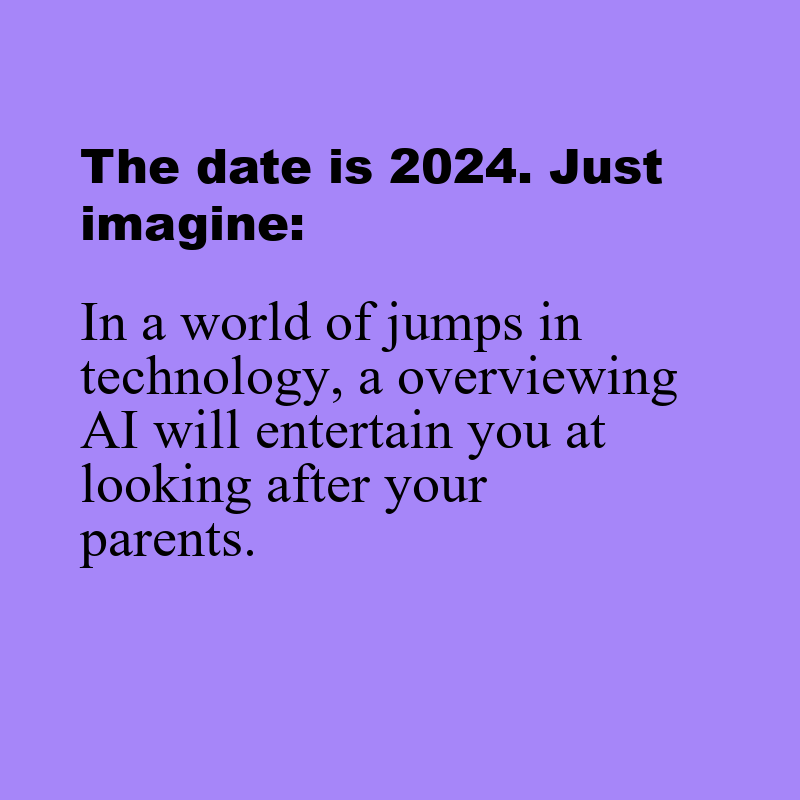 The date is 2024. Just
imagine:
In a world of jumps in
technology, a overviewing
AI will entertain you at
looking after your
parents.